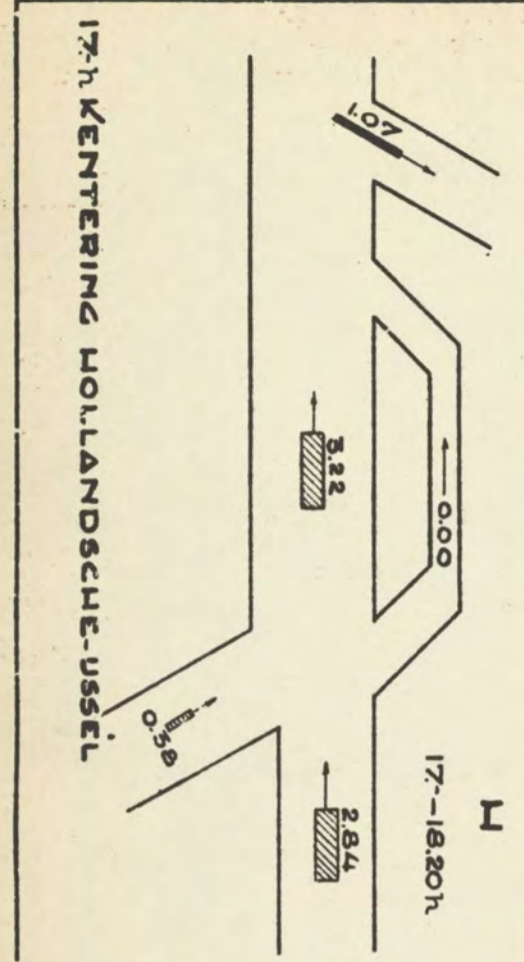 H
17.-18.20h
0.00
1.07
3.22
2.84
0.38
17.-h KENTERING HOLLANDSCHE-IJSSEL